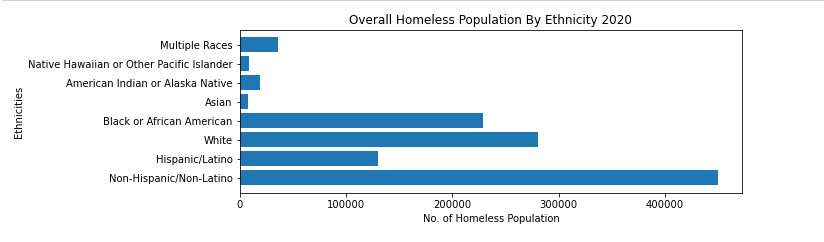 Overall Homeless Population By Ethnicity 2020
Ethnicities
Multiple Races
Native Hawaiian or Other Pacific Islander
American Indian or Alaska Native
Asian
Black or African American
White
Hispanic/Latino
Non-Hispanic/Non-Latino
0 100000 200000 300000 400000
No. of Homeless Population